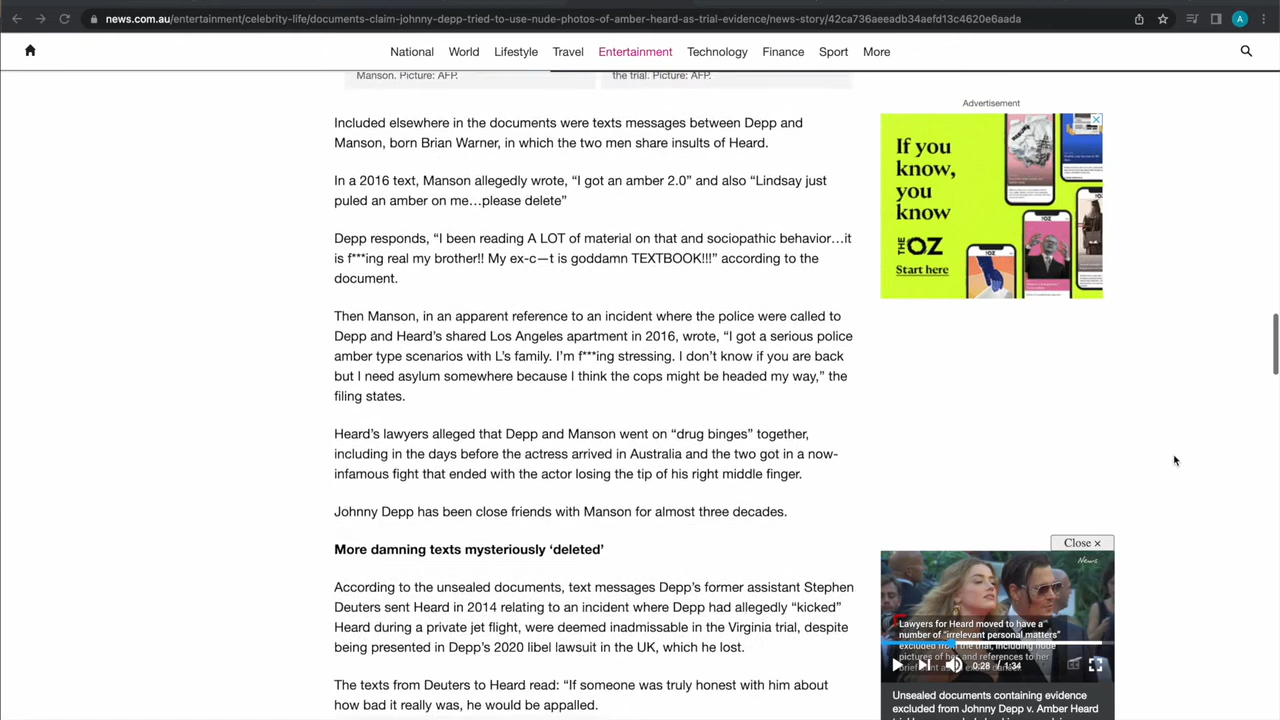 news.com.au/entertainment/celebrity-life/documents-claim-johnny-depp-tried-to-use-nude-photos-of-amber-heard-as-trial-evidence/news-story/42ca736aeeadb34aefd13c4620e6aada
A
National World Lifestyle Travel Entertainment Technology Finance Sport More
Manson. Picture: AFP.
the trial. Picture: AFP.
Included elsewhere in the documents were texts messages between Depp and
Manson, born Brian Warner, in which the two men share insults of Heard.
In a 2016 text, Manson allegedly wrote, “I got an amber 2.0” and also “Lindsay just
puled an amber on me…please delete”
Depp responds, “I been reading A LOT of material on that and sociopathic behavior…it
is f***ing real my brother!! My ex-c—t is goddamn TEXTBOOK!!!” according to the
document.
Then Manson, in an apparent reference to an incident where the police were called to
Depp and Heard’s shared Los Angeles apartment in 2016, wrote, “I got a serious police
amber type scenarios with L’s family. I’m f***ing stressing. I don’t know if you are back
but I need asylum somewhere because I think the cops might be headed my way,” the
filing states.
Heard’s lawyers alleged that Depp and Manson went on “drug binges” together,
including in the days before the actress arrived in Australia and the two got in a now-
infamous fight that ended with the actor losing the tip of his right middle finger.
Johnny Depp has been close friends with Manson for almost three decades.
More damning texts mysteriously ‘deleted’
According to the unsealed documents, text messages Depp’s former assistant Stephen
Deuters sent Heard in 2014 relating to an incident where Depp had allegedly “kicked”
Heard during a private jet flight, were deemed inadmissable in the Virginia trial, despite
being presented in Depp’s 2020 libel lawsuit in the UK, which he lost.
The texts from Deuters to Heard read: “If someone was truly honest with him about
how bad it really was, he would be appalled.
Advertisement
If you
know,
you
know
THE OZ
Start here
Close ×
News
Lawyers for Heard moved to have a
number of “irrelevant personal matters”
excluded from the trial, including nude
pictures of her and references to her
0:28 1:34
Unsealed documents containing evidence
excluded from Johnny Depp v. Amber Heard